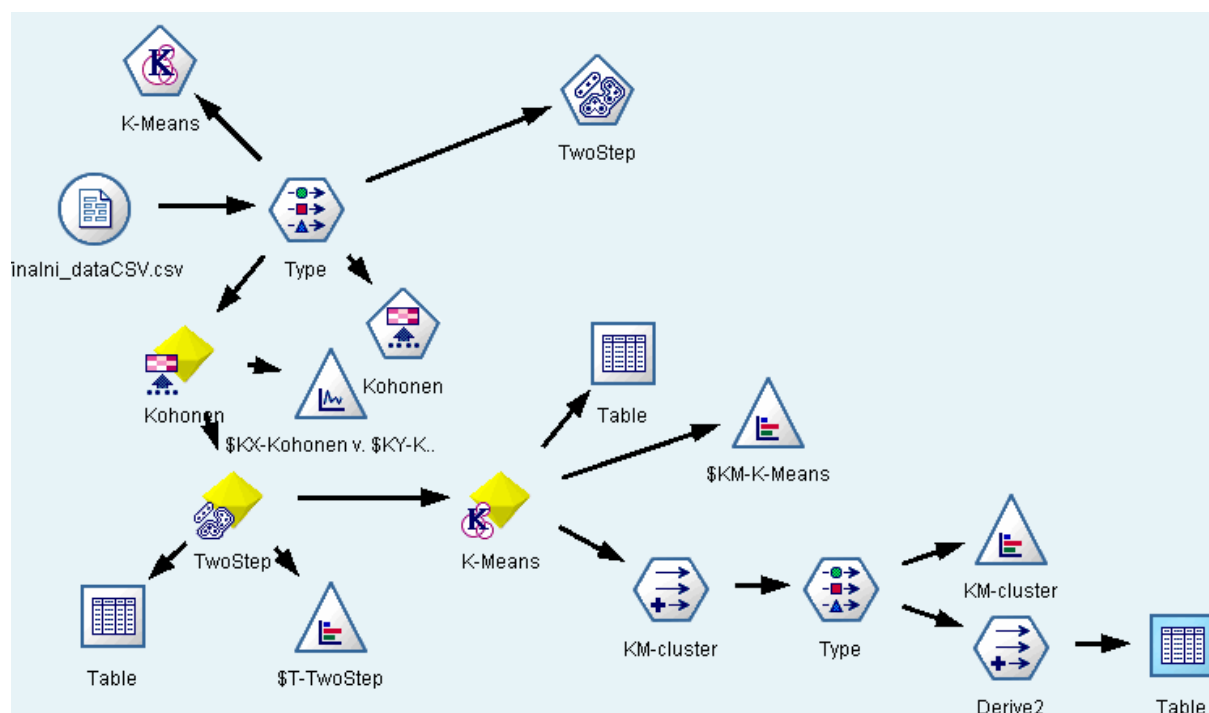 K-Means
TwoStep
inalni_dataCSV.csv
Type
Kohonen
Kohonen
Table
$KX-Kohonen v. $KY-K..
$KM-K-Means
TwoStep
K-Means
KM-cluster
KM-cluster
Type
Table
$T-TwoStep
Derive2
Table